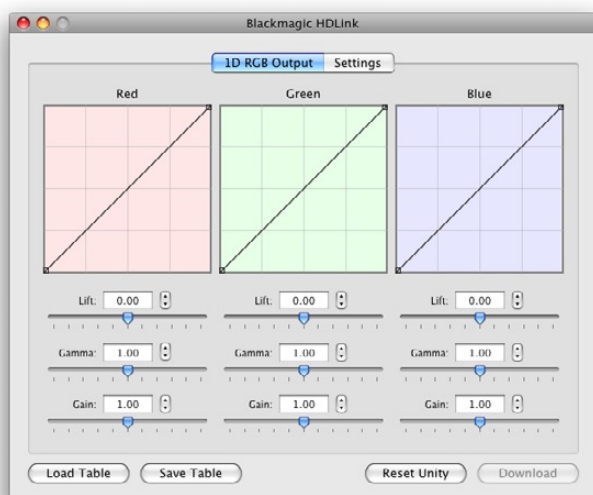 Blackmagic HDLink
1D RGB Output Settings
Red Green Blue
Lift: 0.00 Lift: 0.00 Lift: 0.00
Gamma: 1.00 Gamma: 1.00 Gamma: 1.00
Gain: 1.00 Gain: 1.00 Gain: 1.00
Load Table Save Table Reset Unity Download